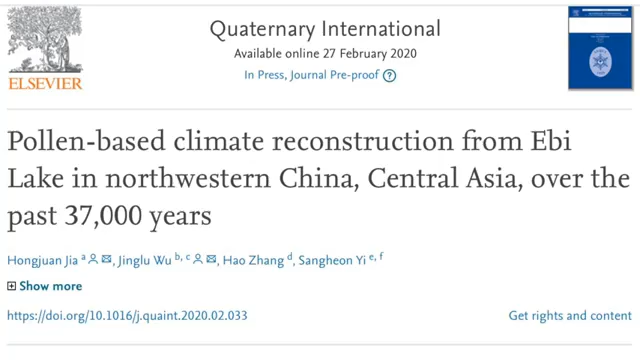 Quaternary International
Available online 27 February 2020
In Press, Journal Pre-proof ?
ELSEVIER
Pollen-based climate reconstruction from Ebi
Lake in northwestern China, Central Asia, over the
past 37,000 years
Hongjuan Jia a, Jinglu Wu b, c, Hao Zhang d, Sangheon Yi e, f
Show more
https://doi.org/10.1016/j.quaint.2020.02.033
Get rights and content